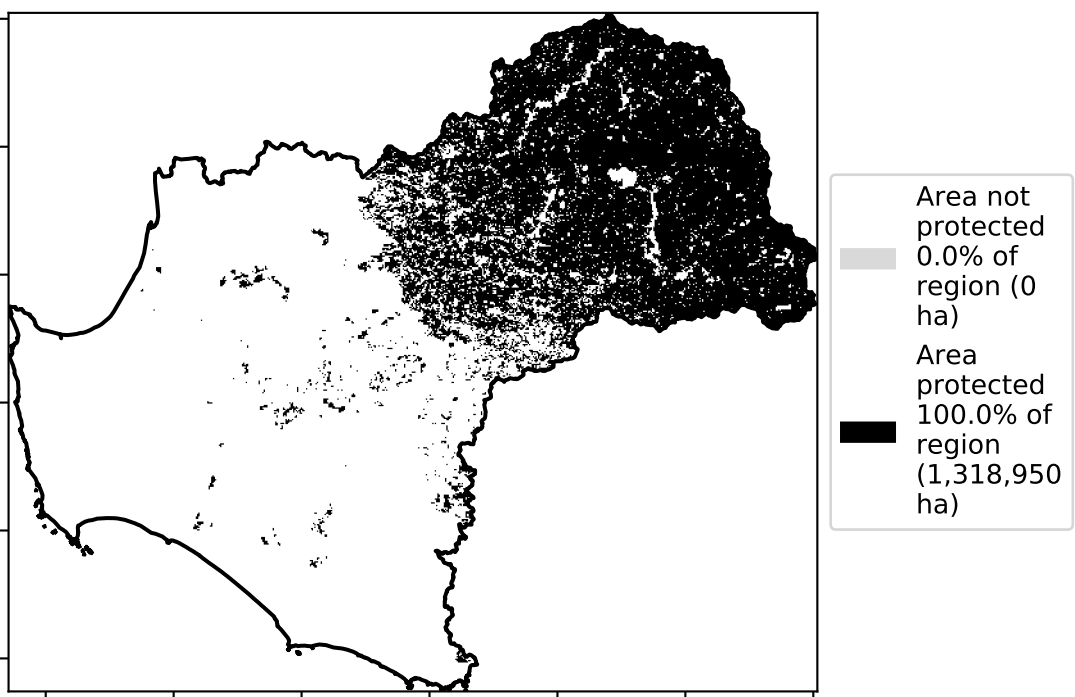 Area not
protected
0.0% of
region (0
ha)
Area
protected
100.0% of
region
(1,318,950
ha)